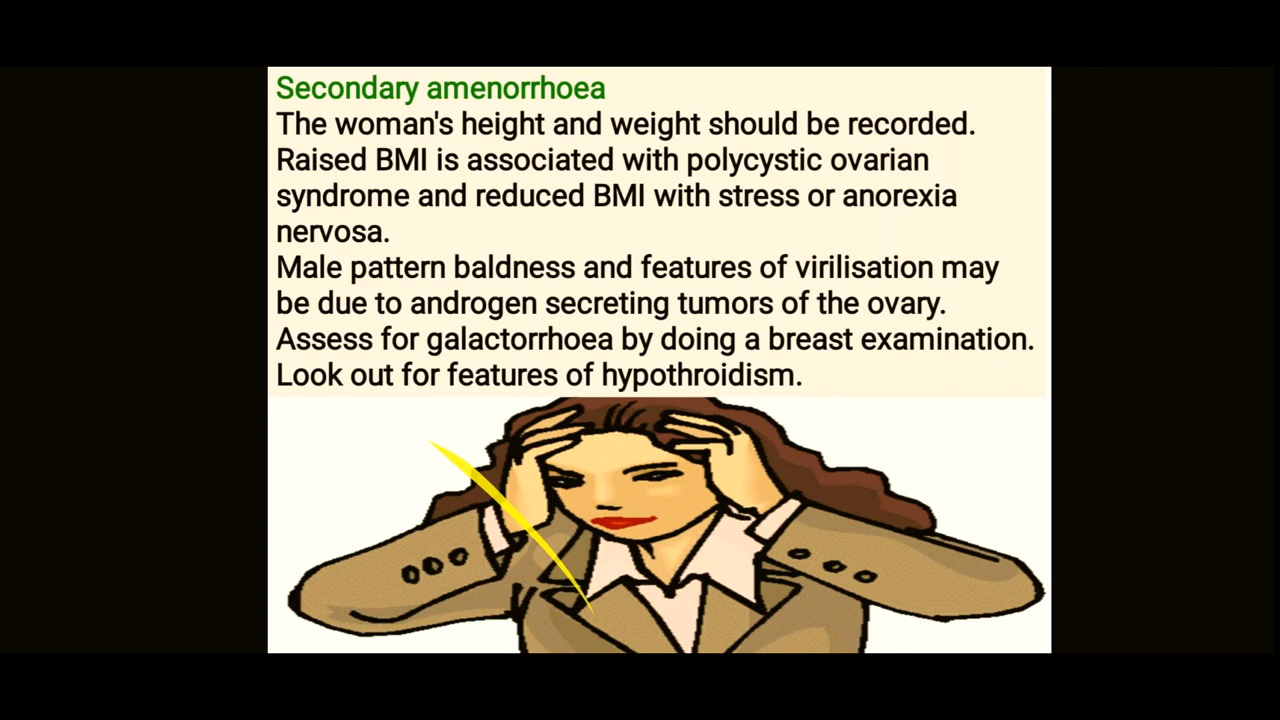 Secondary amenorrhoea
The woman's height and weight should be recorded.
Raised BMI is associated with polycystic ovarian
syndrome and reduced BMI with stress or anorexia
nervosa.
Male pattern baldness and features of virilisation may
be due to androgen secreting tumors of the ovary.
Assess for galactorrhoea by doing a breast examination.
Look out for features of hypothroidism.